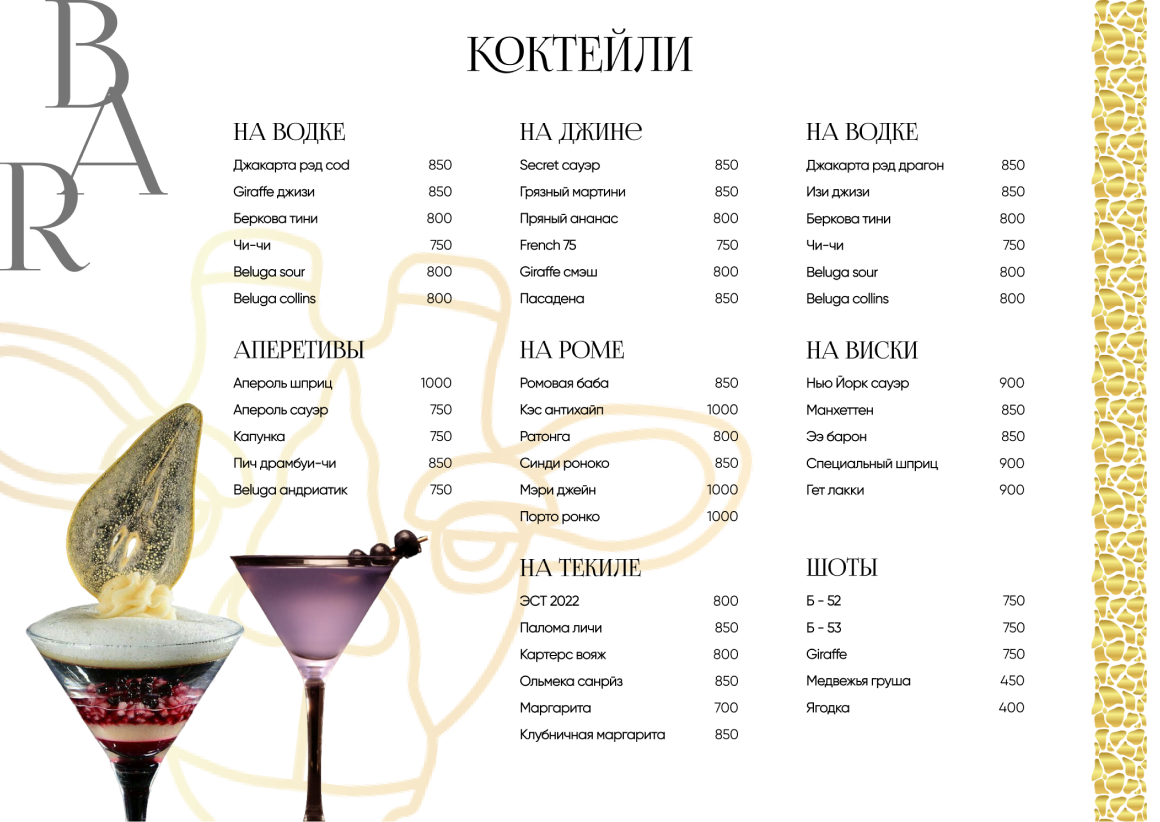 BAR
КОКТЕЙЛИ
НА ВОДКЕ
Джакарта рэд cod 850
Giraffe джизи 850
Беркова тини 800
Чи-чи 750
Beluga sour 800
Beluga collins 800
НА ДЖИНе
Secret сауэр 850
Грязный мартини 850
Пряный ананас 800
French 75 750
Giraffe смэш 800
Пасадена 850
НА ВОДКЕ
Джакарта рэд драгон 850
Изи джизи 850
Беркова тини 800
Чи-чи 750
Beluga sour 800
Beluga collins 800
АПЕРЕТИВЫ
Апероль шприц 1000
Апероль сауэр 750
Капунка 750
Пич драмбуи-чи 850
Beluga андриатик 750
НА РОМЕ
Ромовая баба 850
Кэс антихайп 1000
Ратонга 800
Синди роноко 850
Мэри джейн 1000
Порто ронко 1000
НА ВИСКИ
Нью Йорк сауэр 900
Манхеттен 850
Ээ барон 850
Специальный шприц 900
Гет лакки 900
НА ТЕКИЛЕ
ЭСТ 2022 800
Палома личи 850
Картерс вояж 800
Ольмека санрйз 850
Маргарита 700
Клубничная маргарита 850
ШОТЫ
Б - 52 750
Б - 53 750
Giraffe 750
Медвежья груша 450
Ягодка 400